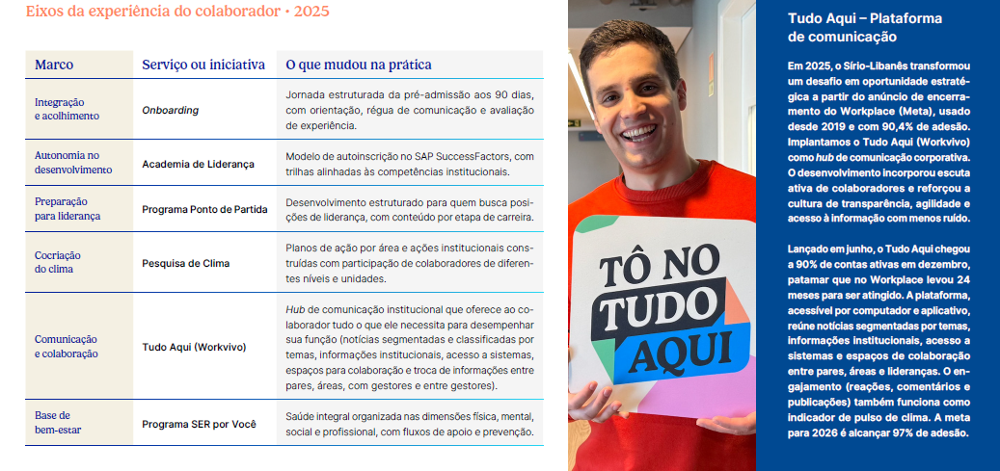 Eixos da experiência do colaborador • 2025
Marco
Serviço ou iniciativa
O que mudou na prática
Integração
e acolhimento
Onboarding
Jornada estruturada da pré-admissão aos 90 dias,
com orientação, régua de comunicação e avaliação
de experiência.
Autonomia no
desenvolvimento
Academia de Liderança
Modelo de autoinscrição no SAP SuccessFactors, com
trilhas alinhadas às competências institucionais.
Preparação
para liderança
Programa Ponto de Partida
Desenvolvimento estruturado para quem busca posi-
ções de liderança, com conteúdo por etapa de carreira.
Cocriação
do clima
Pesquisa de Clima
Planos de ação por área e ações institucionais cons-
truídas com participação de colaboradores de diferen-
tes níveis e unidades.
Comunicação
e colaboração
Tudo Aqui (Workvivo)
Hub de comunicação institucional que oferece ao co-
laborador tudo o que ele necessita para desempenhar
sua função (notícias segmentadas e classificadas por
temas, informações institucionais, acesso a sistemas,
espaços para colaboração e troca de informações entre
pares, áreas, com gestores e entre gestores).
Base de
bem-estar
Programa SER por Você
Saúde integral organizada nas dimensões física, mental,
social e profissional, com fluxos de apoio e prevenção.
TÔ NO
TUDO
AQUI
Tudo Aqui – Plataforma
de comunicação
Em 2025, o Sírio-Libanês transformou
um desafio em oportunidade estraté-
gica a partir do anúncio de encerra-
mento do Workplace (Meta), usado
desde 2019 e com 90,4% de adesão.
Implantamos o Tudo Aqui (Workvivo)
como hub de comunicação corporativa.
O desenvolvimento incorporou escuta
ativa de colaboradores e reforçou a
cultura de transparência, agilidade e
acesso à informação com menos ruído.
Lançado em junho, o Tudo Aqui chegou
a 90% de contas ativas em dezembro,
patamar que no Workplace levou 24
meses para ser atingido. A plataforma,
acessível por computador e aplicativo,
reúne notícias segmentadas por temas,
informações institucionais, acesso a
sistemas e espaços de colaboração
entre pares, áreas e lideranças. O en-
gajamento (reações, comentários e
publicações) também funciona como
indicador de pulso de clima. A meta
para 2026 é alcançar 97% de adesão.